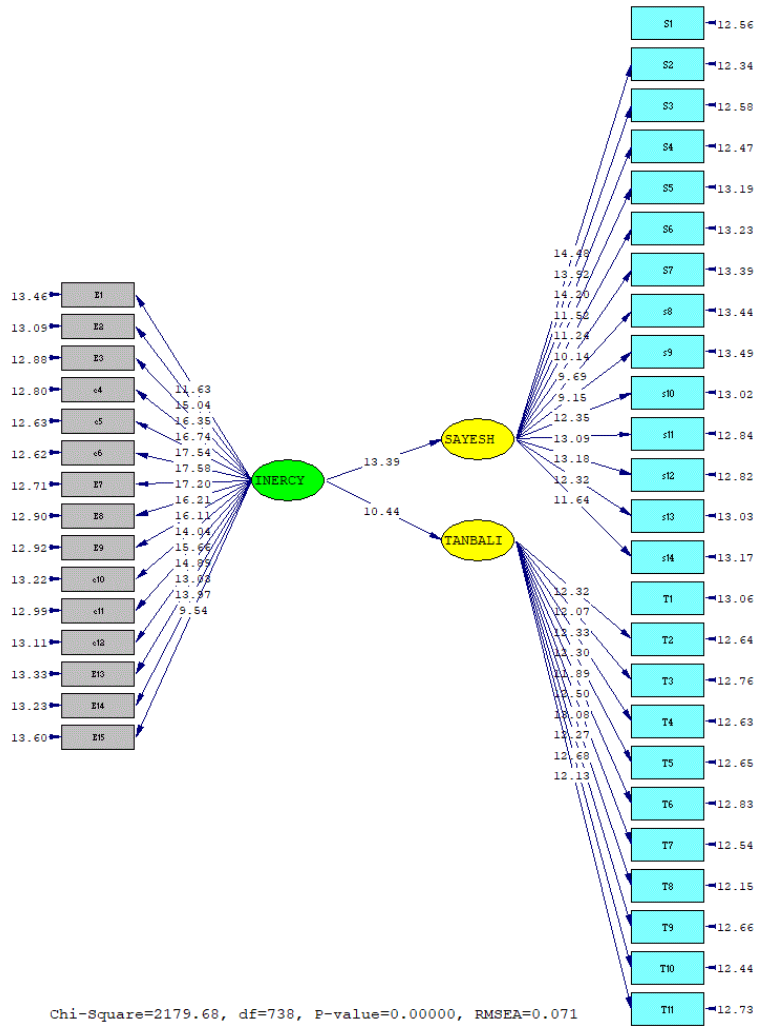 13.46 E1
13.09 E2
12.88 E3
12.80 e4
12.63 e5
12.62 e6
12.71 E7
12.90 E8
12.92 E9
13.22 e10
12.99 e11
13.11 e12
13.33 E13
13.23 E14
13.60 E15
11.63
15.04
16.35
16.74
17.54
17.58
17.20
16.21
16.11
14.04
15.66
14.89
13.03
13.97
9.54
INERCY
13.39
10.44
SAYESH
TANBALI
14.48
13.92
14.20
11.52
11.24
10.14
9.69
9.15
12.35
13.09
13.18
12.32
11.64
12.32
12.07
12.33
12.30
11.89
12.50
13.08
12.27
12.68
12.13
S1 12.56
S2 12.34
S3 12.58
S4 12.47
S5 13.19
S6 13.23
S7 13.39
s8 13.44
s9 13.49
s10 13.02
s11 12.84
s12 12.82
s13 13.03
s14 13.17
T1 13.06
T2 12.64
T3 12.76
T4 12.63
T5 12.65
T6 12.83
T7 12.54
T8 12.15
T9 12.66
T10 12.44
T11 12.73
Chi-Square=2179.68, df=738, P-value=0.00000, RMSEA=0.071